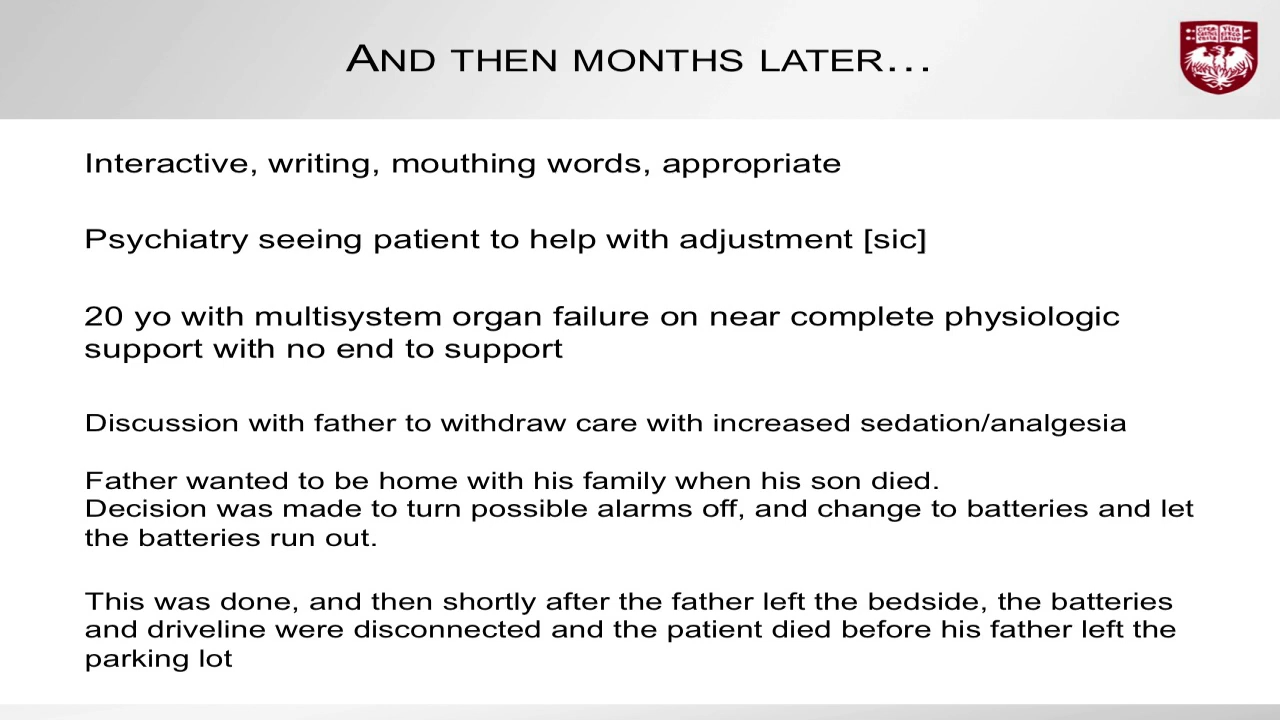 AND THEN MONTHS LATER…
Interactive, writing, mouthing words, appropriate
Psychiatry seeing patient to help with adjustment [sic]
20 yo with multisystem organ failure on near complete physiologic
support with no end to support
Discussion with father to withdraw care with increased sedation/analgesia
Father wanted to be home with his family when his son died.
Decision was made to turn possible alarms off, and change to batteries and let
the batteries run out.
This was done, and then shortly after the father left the bedside, the batteries
and driveline were disconnected and the patient died before his father left the
parking lot